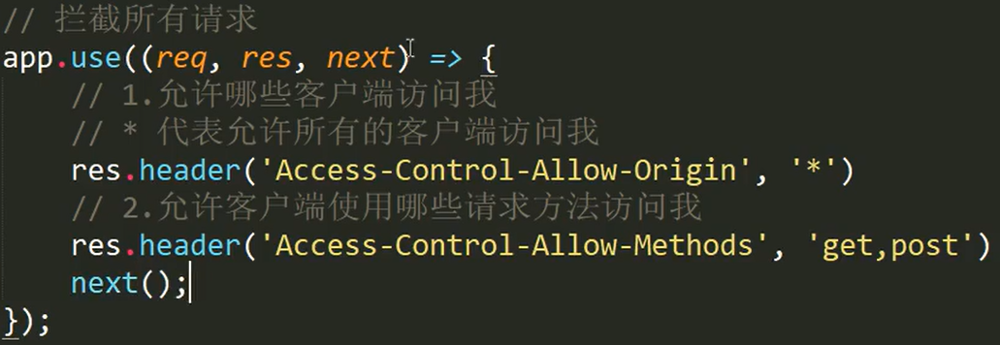 // 拦截所有请求
app.use((req, res, next) => {
    // 1.允许哪些客户端访问我
    // * 代表允许所有的客户端访问我
    res.header('Access-Control-Allow-Origin', '*')
    // 2.允许客户端使用哪些请求方法访问我
    res.header('Access-Control-Allow-Methods', 'get,post')
    next();
});